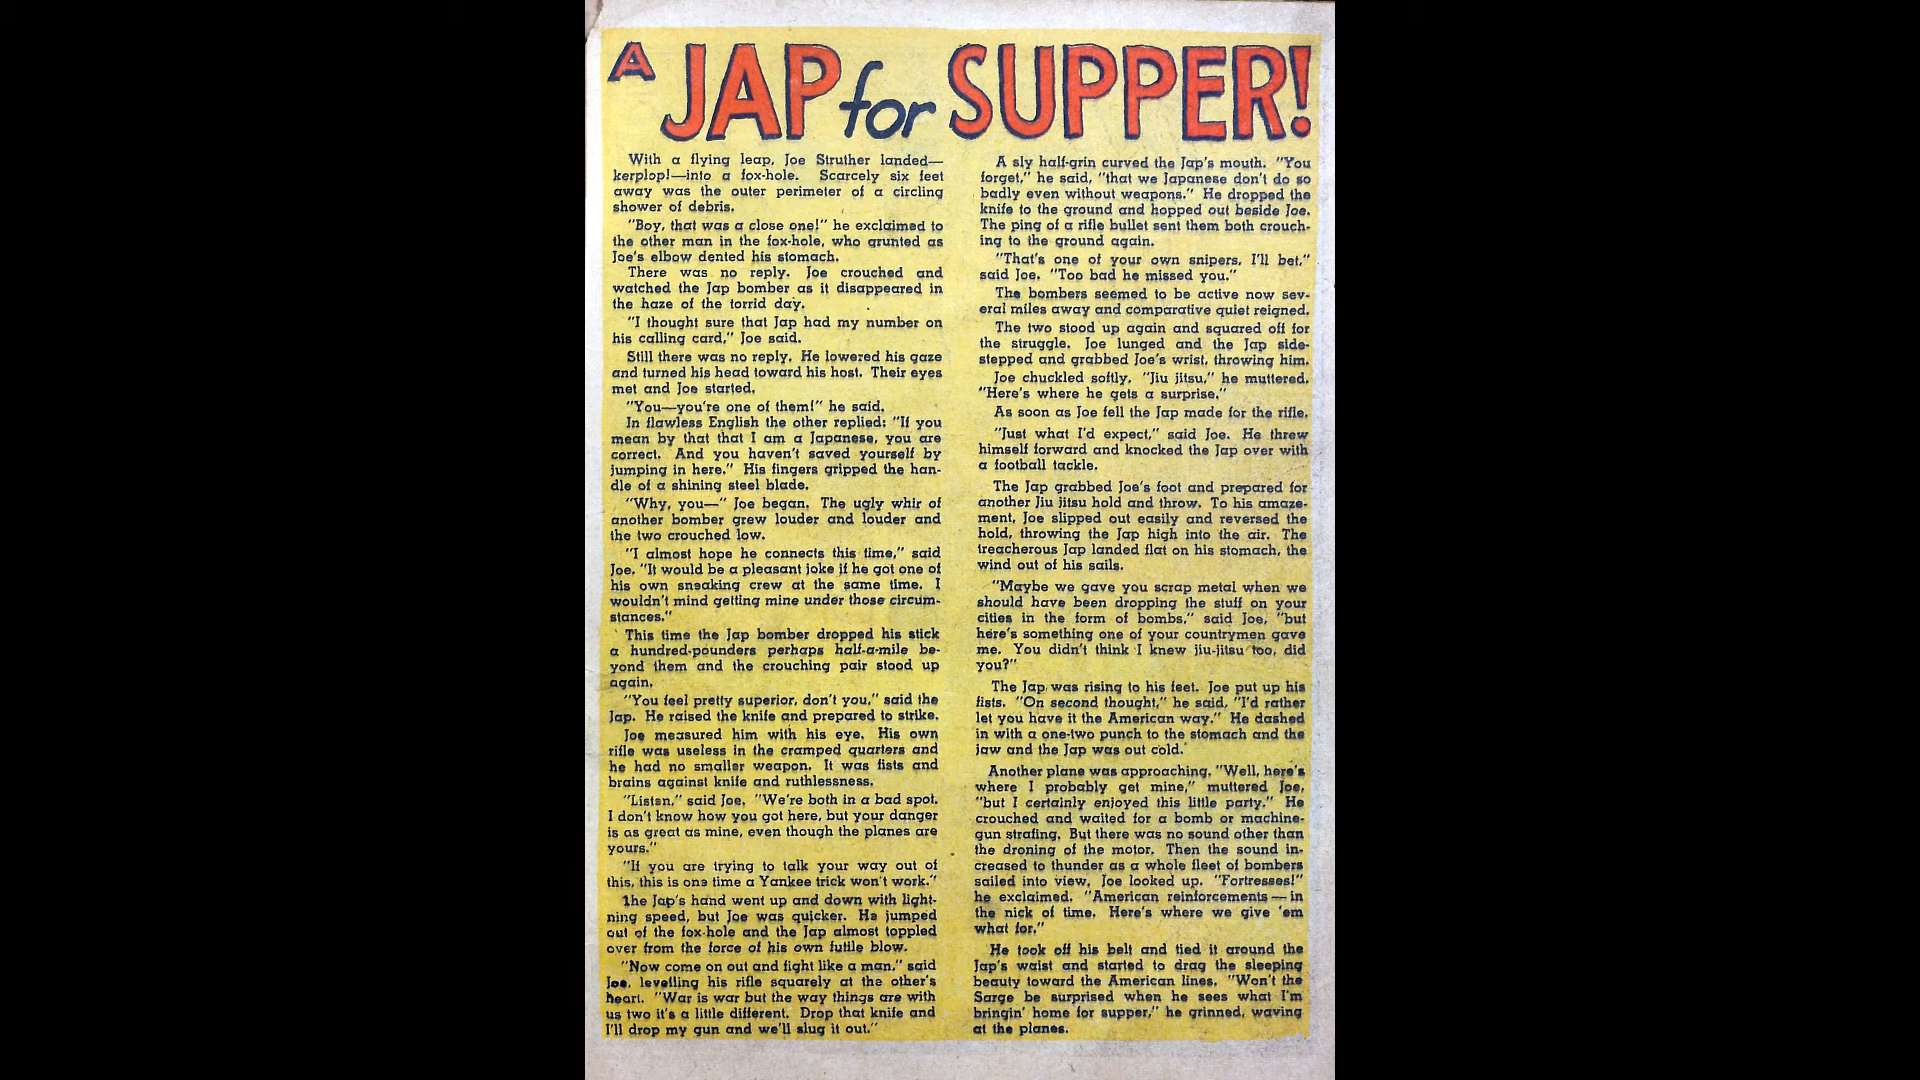 A JAP for SUPPER!
With a flying leap, Joe Struther landed—
kerplop!—into a fox-hole. Scarcely six feet
away was the outer perimeter of a circling
shower of debris.
"Boy, that was a close one!" he exclaimed to
the other man in the fox-hole, who grunted as
Joe's elbow dented his stomach.
There was no reply. Joe crouched and
watched the Jap bomber as it disappeared in
the haze of the torrid day.
"I thought sure that Jap had my number on
his calling card," Joe said.
Still there was no reply. He lowered his gaze
and turned his head toward his host. Their eyes
met and Joe started.
"You—you're one of them!" he said.
In flawless English the other replied: "If you
mean by that that I am a Japanese, you are
correct. And you haven't saved yourself by
jumping in here." His fingers gripped the han-
dle of a shining steel blade.
"Why, you—" Joe began. The ugly whir of
another bomber grew louder and louder and
the two crouched low.
"I almost hope he connects this time," said
Joe. "It would be a pleasant joke if he got one of
his own sneaking crew at the same time. I
wouldn't mind getting mine under those circum-
stances."
This time the Jap bomber dropped his stick
a hundred-pounders perhaps half-a-mile be-
yond them and the crouching pair stood up
again.
"You feel pretty superior, don't you," said the
Jap. He raised the knife and prepared to strike.
Joe measured him with his eye. His own
rifle was useless in the cramped quarters and
he had no smaller weapon. It was fists and
brains against knife and ruthlessness.
"Listen," said Joe. "We're both in a bad spot.
I don't know how you got here, but your danger
is as great as mine, even though the planes are
yours."
"If you are trying to talk your way out of
this, this is one time a Yankee trick won't work."
The Jap's hand went up and down with light-
ning speed, but Joe was quicker. He jumped
out of the fox-hole and the Jap almost toppled
over from the force of his own futile blow.
"Now come on out and fight like a man," said
Joe, levelling his rifle squarely at the other's
heart. "War is war but the way things are with
us two it's a little different. Drop that knife and
I'll drop my gun and we'll slug it out."
A sly half-grin curved the Jap's mouth. "You
forget," he said, "that we Japanese don't do so
badly even without weapons." He dropped the
knife to the ground and hopped out beside Joe.
The ping of a rifle bullet sent them both crouch-
ing to the ground again.
"That's one of your own snipers, I'll bet,"
said Joe. "Too bad he missed you."
The bombers seemed to be active now sev-
eral miles away and comparative quiet reigned.
The two stood up again and squared off for
the struggle. Joe lunged and the Jap side-
stepped and grabbed Joe's wrist, throwing him.
Joe chuckled softly. "Jiu jitsu," he muttered.
"Here's where he gets a surprise."
As soon as Joe fell the Jap made for the rifle.
"Just what I'd expect," said Joe. He threw
himself forward and knocked the Jap over with
a football tackle.
The Jap grabbed Joe's foot and prepared for
another Jiu jitsu hold and throw. To his amaze-
ment, Joe slipped out easily and reversed the
hold, throwing the Jap high into the air. The
treacherous Jap landed flat on his stomach, the
wind out of his sails.
"Maybe we gave you scrap metal when we
should have been dropping the stuff on your
cities in the form of bombs," said Joe, "but
here's something one of your countrymen gave
me. You didn't think I knew jiu-jitsu too, did
you?"
The Jap was rising to his feet. Joe put up his
fists. "On second thought," he said, "I'd rather
let you have it the American way." He dashed
in with a one-two punch to the stomach and the
jaw and the Jap was out cold.
Another plane was approaching. "Well, here's
where I probably get mine," muttered Joe,
"but I certainly enjoyed this little party." He
crouched and waited for a bomb or machine-
gun strafing. But there was no sound other than
the droning of the motor. Then the sound in-
creased to thunder as a whole fleet of bombers
sailed into view. Joe looked up. "Fortresses!"
he exclaimed. "American reinforcements—in
the nick of time. Here's where we give 'em
what for."
He took off his belt and tied it around the
Jap's waist and started to drag the sleeping
beauty toward the American lines. "Won't the
Sarge be surprised when he sees what I'm
bringin' home for supper," he grinned, waving
at the planes.